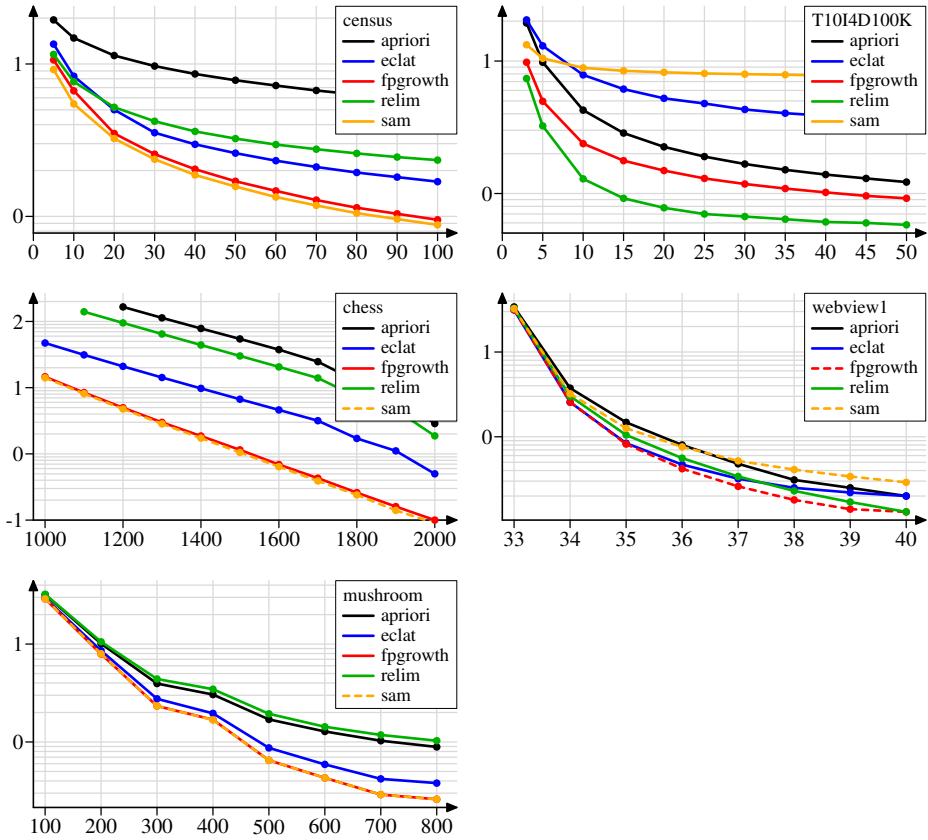 census
apriori
eclat
fpgrowth
relim
sam
1
0
0 10 20 30 40 50 60 70 80 90 100
T10I4D100K
apriori
eclat
fpgrowth
relim
sam
1
0
0 5 10 15 20 25 30 35 40 45 50
chess
apriori
eclat
fpgrowth
relim
sam
2
1
0
-1
1000 1200 1400 1600 1800 2000
webview1
apriori
eclat
fpgrowth
relim
sam
1
0
33 34 35 36 37 38 39 40
mushroom
apriori
eclat
fpgrowth
relim
sam
1
0
100 200 300 400 500 600 700 800